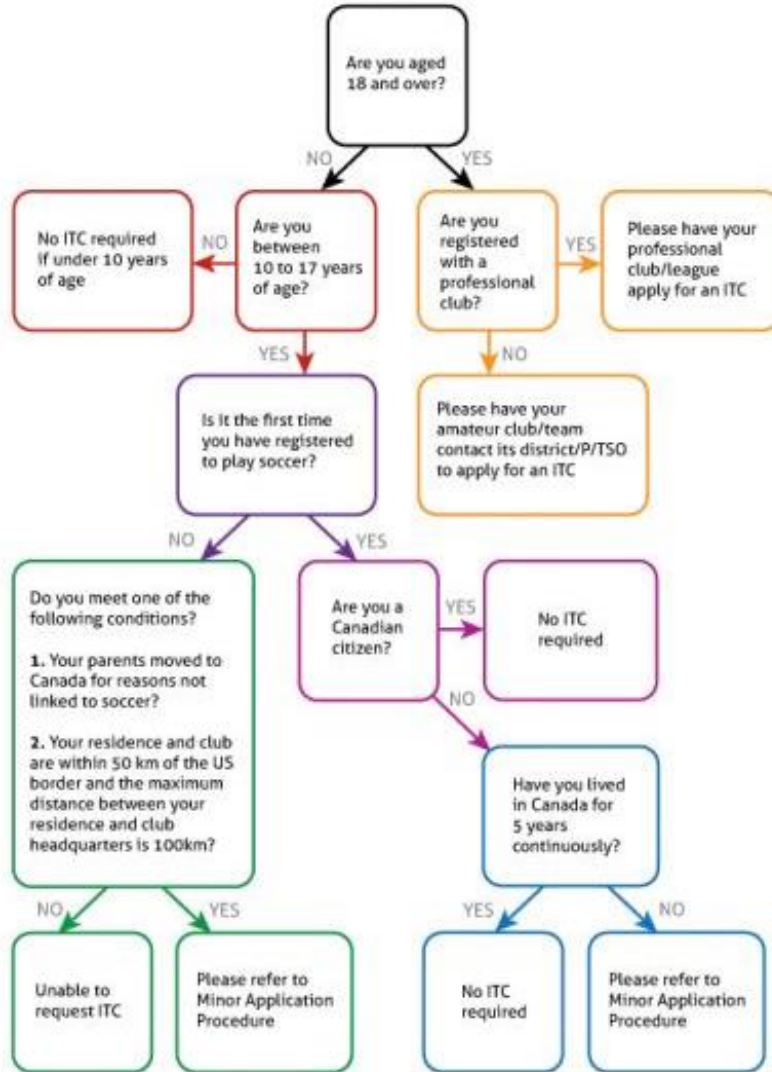 Are you aged
18 and over?
NO
YES
No ITC required
if under 10 years
of age
NO
Are you
between
10 to 17 years
of age?
Are you
registered
with a
professional
club?
YES
Please have your
professional
club/league
apply for an ITC
YES
NO
Is it the first time
you have registered
to play soccer?
Please have your
amateur club/team
contact its district/P/TSO
to apply for an ITC
NO
YES
Do you meet one of the
following conditions?
1. Your parents moved to
Canada for reasons not
linked to soccer?
2. Your residence and club
are within 50 km of the US
border and the maximum
distance between your
residence and club
headquarters is 100km?
Are you a
Canadian
citizen?
YES
No ITC
required
NO
Have you lived
in Canada for
5 years
continuously?
NO
YES
YES
NO
Unable to
request ITC
Please refer to
Minor Application
Procedure
No ITC
required
Please refer to
Minor Application
Procedure